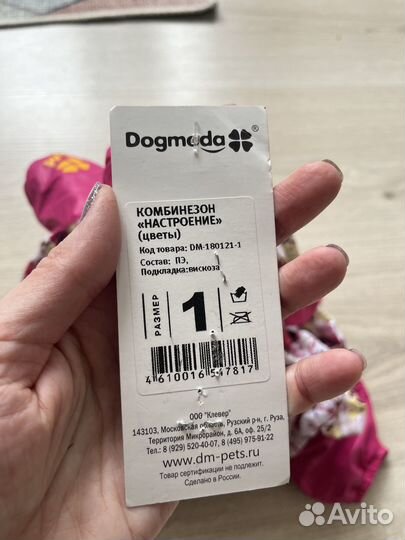 Dogmoda ®
КОМБИНЕЗОН
«НАСТРОЕНИЕ»
(цветы)
Код товара: DM-180121-1
Состав: ПЭ,
Подкладка:вискоза
РАЗМЕР
1
4 610016 547817
ООО "Клевер"
143103, Московская область, Рузский р-н, г. Руза,
Территория Микрорайон, д. 6А, оф. 25/2
Тел.: 8 (929) 520-40-07, 8 (495) 975-91-22
www.dm-pets.ru
Товар сертификации не подлежит.
Сделано в России.
Avito